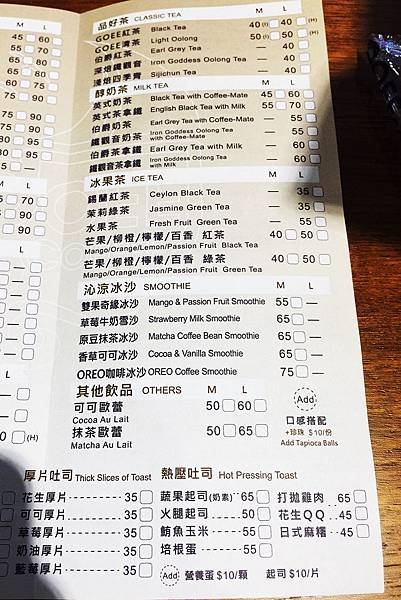 品好茶 CLASSIC TEA M L
GOEE紅茶 Black Tea 40(I) 40 (H)
GOEE清茶 Light Oolong 50(I) 50 (H)
伯爵紅茶 Earl Grey Tea — 40
深焙鐵觀音 Iron Goddess Oolong Tea — 55
淺焙四季青 Sijichun Tea — 40
醇奶茶 MILK TEA M L
英式奶茶 Black Tea with Coffee-Mate 45 60
英式茶拿鐵 English Black Tea with Milk 55 70
伯爵奶茶 Earl Grey Tea with Coffee-Mate — 55
鐵觀音奶茶 Iron Goddess Oolong Tea with Coffee-Mate — 55
伯爵茶拿鐵 Earl Grey Tea with Milk — 60
鐵觀音茶拿鐵 Iron Goddess Oolong Tea with Milk — 60
冰果茶 ICE TEA M L
錫蘭紅茶 Ceylon Black Tea — 35
茉莉綠茶 Jasmine Green Tea — 35
水果茶 Fresh Fruit Green Tea — 55
芒果/柳橙/檸檬/百香 紅茶 40 50
Mango/Orange/Lemon/Passion Fruit Black Tea
芒果/柳橙/檸檬/百香 綠茶 40 50
Mango/Orange/Lemon/Passion Fruit Green Tea
沁涼冰沙 SMOOTHIE M L
雙果奇緣冰沙 Mango & Passion Fruit Smoothie 55 —
草莓牛奶雪沙 Strawberry Milk Smoothie 65 —
原豆抹茶冰沙 Matcha Coffee Bean Smoothie 65 —
香草可可冰沙 Cocoa & Vanilla Smoothie 65 —
OREO咖啡冰沙 OREO Coffee Smoothie 75 —
其他飲品 OTHERS M L
可可歐蕾 50 60
Cocoa Au Lait
抹茶歐蕾 50 65
Matcha Au Lait
Add
口感搭配
+珍珠 $10/份
Add Tapioca Balls
厚片吐司 Thick Slices of Toast
花生厚片 35
可可厚片 35
草莓厚片 35
奶油厚片 35
藍莓厚片 35
熱壓吐司 Hot Pressing Toast
蔬果起司(奶素) 65
火腿起司 50
鮪魚玉米 55
培根蛋 55
打拋雞肉 65
花生QQ 45
日式麻糬 45
Add 營養蛋 $10/顆 起司 $10/片